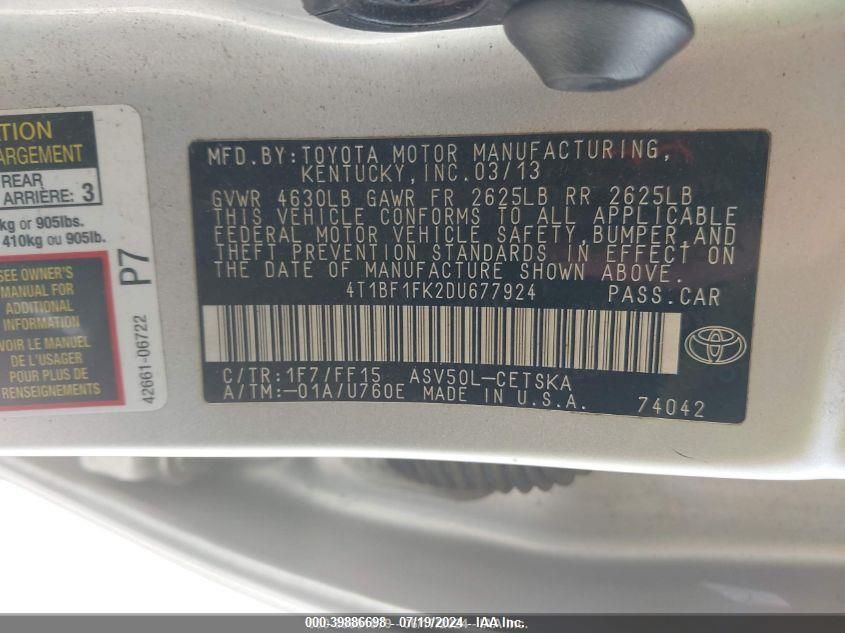 TION
ARGEMENT
REAR
ARRIÈRE: 3
kg or 905lbs.
410kg ou 905lb.
SEE OWNER'S
MANUAL FOR
ADDITIONAL
INFORMATION
VOIR LE MANUEL
DE L'USAGER
POUR PLUS DE
RENSEIGNEMENTS
P7
42661-06722
MFD.BY:TOYOTA MOTOR MANUFACTURING,
KENTUCKY,INC.03/13
GVWR 4630LB GAWR FR 2625LB RR 2625LB
THIS VEHICLE CONFORMS TO ALL APPLICABLE
FEDERAL MOTOR VEHICLE SAFETY,BUMPER,AND
THEFT PREVENTION STANDARDS IN EFFECT ON
THE DATE OF MANUFACTURE SHOWN ABOVE.
4T1BF1FK2DU677924 PASS.CAR
C/TR:1F7/FF15 ASV50L-CETSKA
A/TM:-01A/U760E MADE IN U.S.A. 74042
000-39886698 - 07/19/2024 - IAA Inc.